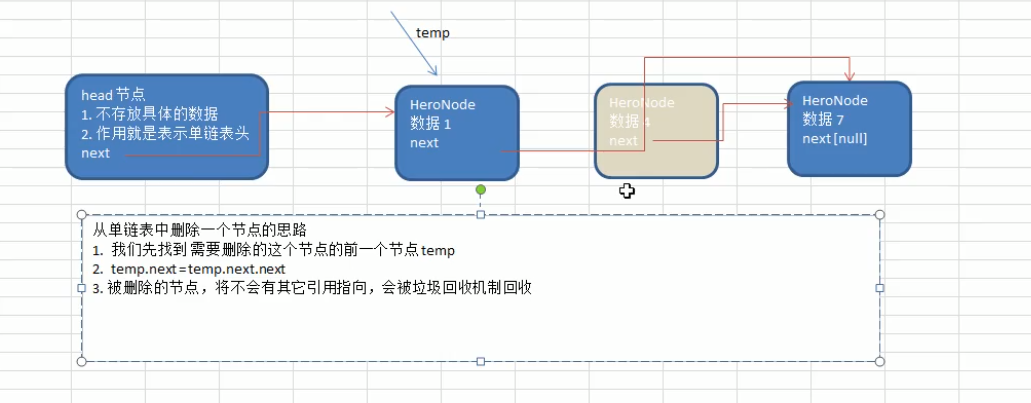 temp
head 节点
1. 不存放具体的数据
2. 作用就是表示单链表头
next
HeroNode
数据 1
next
HeroNode
数据 4
next
HeroNode
数据 7
next [null]
从单链表中删除一个节点的思路
1. 我们先找到 需要删除的这个节点的前一个节点 temp
2. temp.next=temp.next.next
3. 被删除的节点，将不会有其它引用指向，会被垃圾回收机制回收